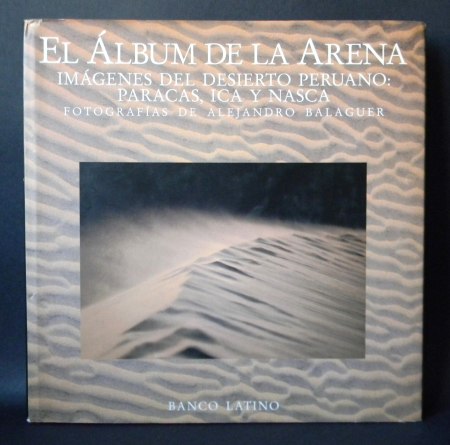 EL ÁLBUM DE LA ARENA
IMÁGENES DEL DESIERTO PERUANO:
PARACAS, ICA Y NASCA
FOTOGRAFÍAS DE ALEJANDRO BALAGUER
BANCO LATINO